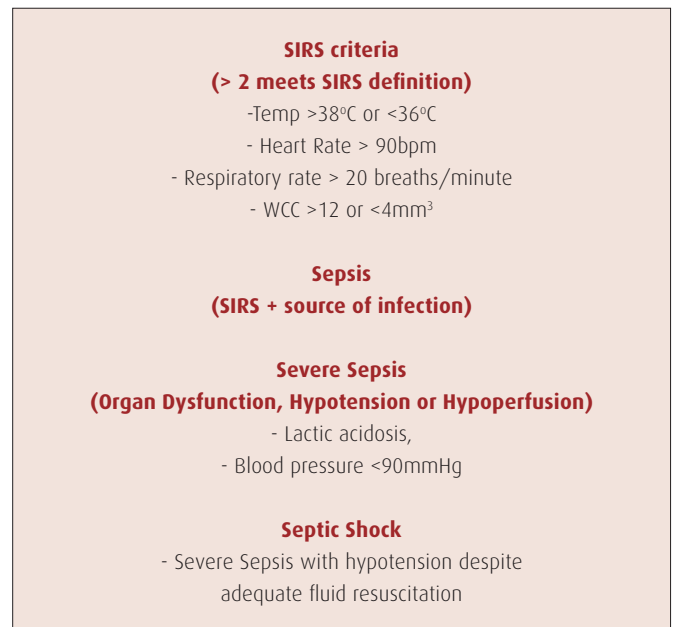 SIRS criteria
(> 2 meets SIRS definition)
-Temp >38ºC or <36ºC
- Heart Rate > 90bpm
- Respiratory rate > 20 breaths/minute
- WCC >12 or <4mm³
Sepsis
(SIRS + source of infection)
Severe Sepsis
(Organ Dysfunction, Hypotension or Hypoperfusion)
- Lactic acidosis,
- Blood pressure <90mmHg
Septic Shock
- Severe Sepsis with hypotension despite
adequate fluid resuscitation